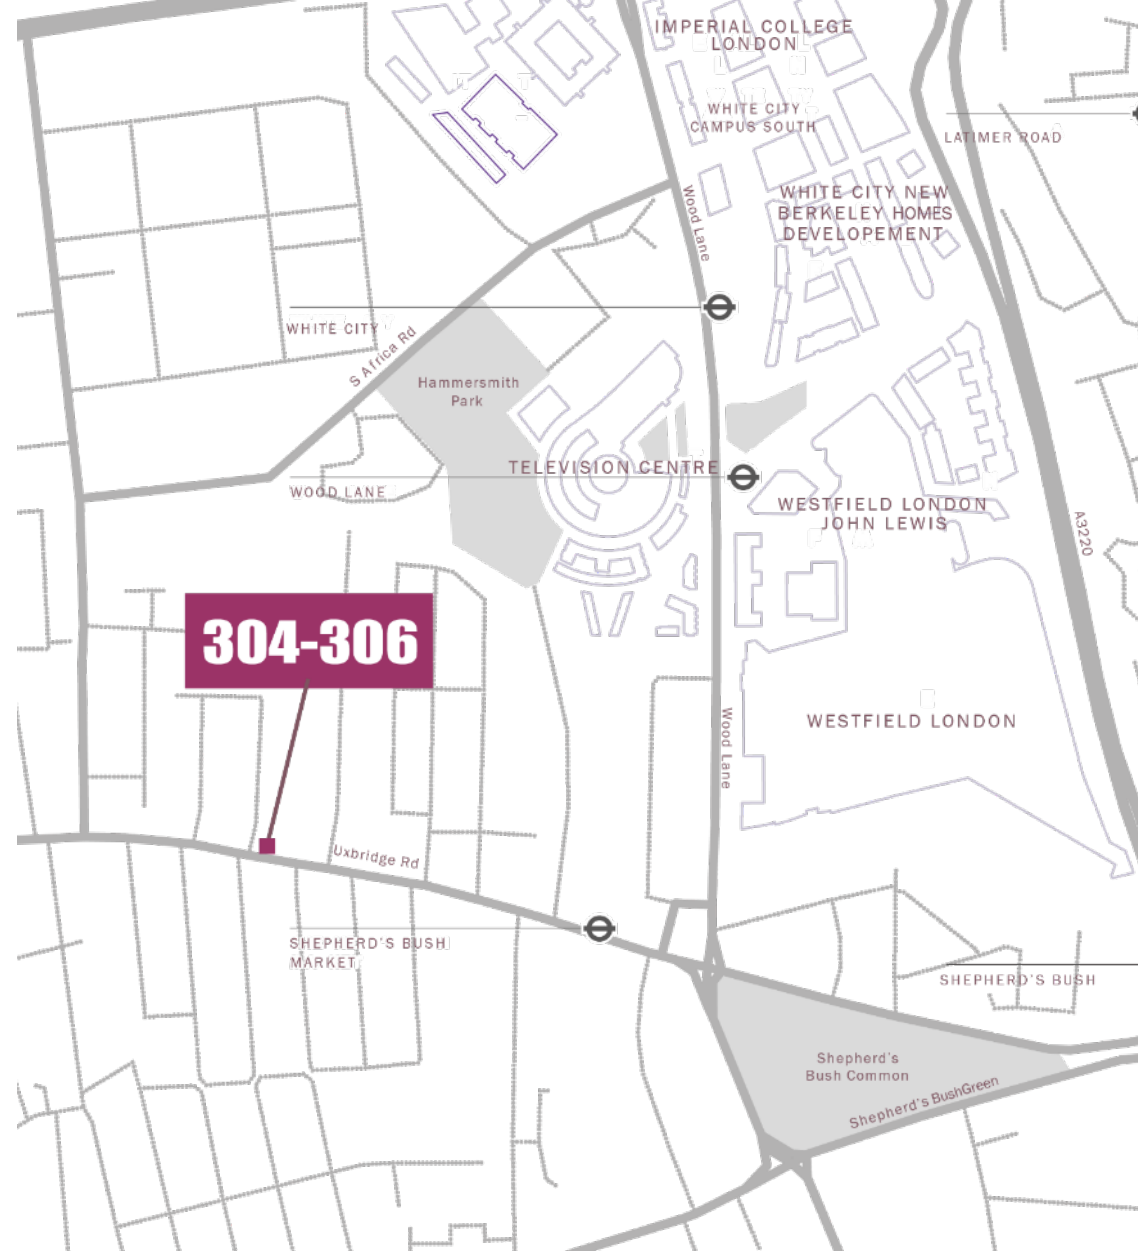 IMPERIAL COLLEGE
LONDON
WHITE CITY
CAMPUS SOUTH
LATIMER ROAD
WHITE CITY NEW
BERKELEY HOMES
DEVELOPEMENT
Wood Lane
WHITE CITY
S Africa Rd
Hammersmith
Park
TELEVISION CENTRE
WOOD LANE
WESTFIELD LONDON
JOHN LEWIS
A3220
304-306
WESTFIELD LONDON
Wood Lane
Uxbridge Rd
SHEPHERD'S BUSH
MARKET
SHEPHERD'S BUSH
Shepherd's
Bush Common
Shepherd's BushGreen